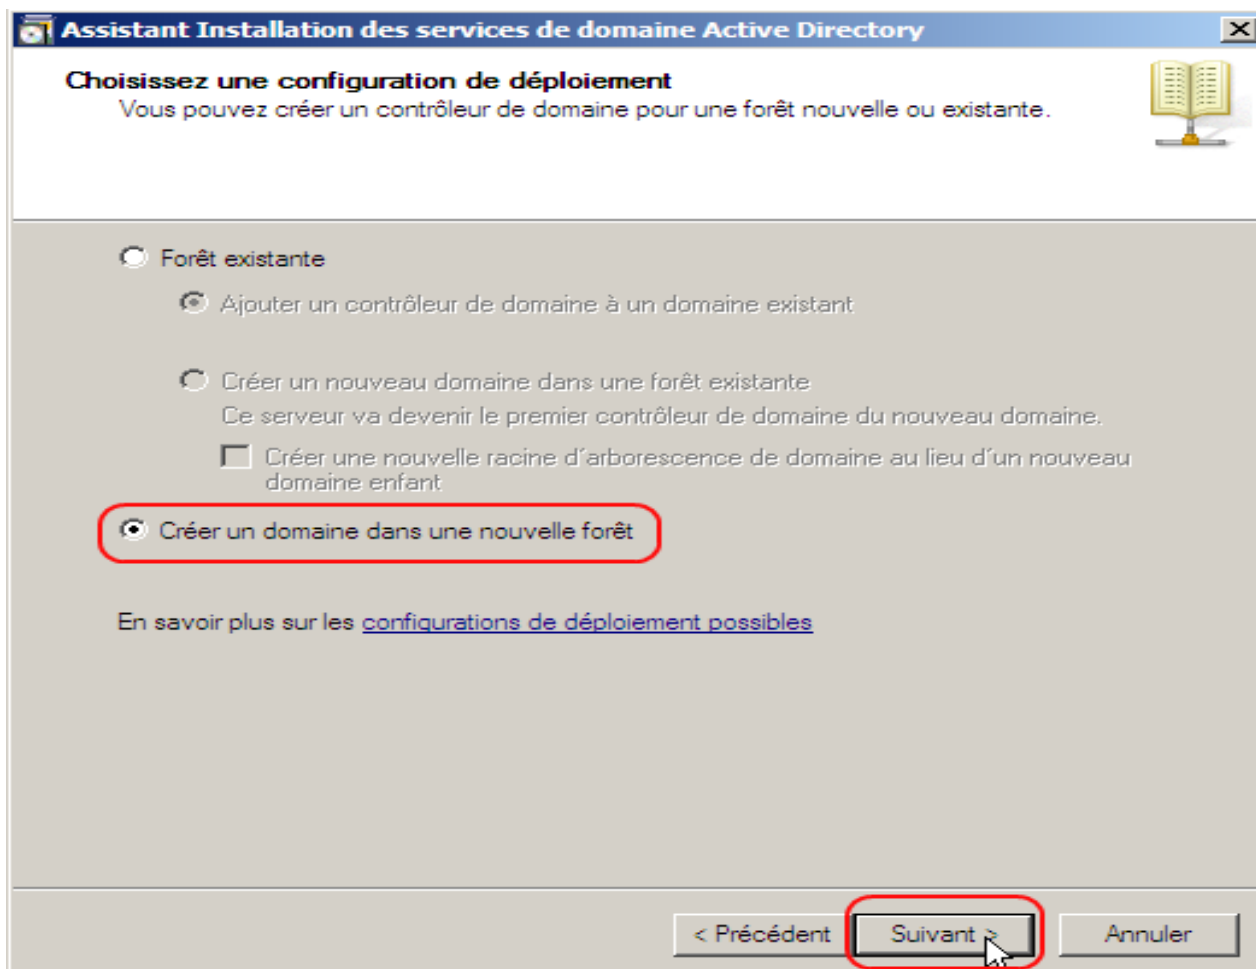 Assistant Installation des services de domaine Active Directory
Choisissez une configuration de déploiement
Vous pouvez créer un contrôleur de domaine pour une forêt nouvelle ou existante.
Forêt existante
Ajouter un contrôleur de domaine à un domaine existant
Créer un nouveau domaine dans une forêt existante
Ce serveur va devenir le premier contrôleur de domaine du nouveau domaine.
Créer une nouvelle racine d'arborescence de domaine au lieu d'un nouveau
domaine enfant
Créer un domaine dans une nouvelle forêt
En savoir plus sur les configurations de déploiement possibles
< Précédent Suivant > Annuler